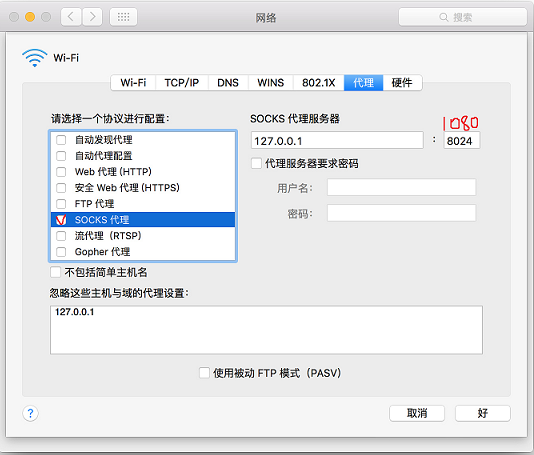 网络
搜索
Wi-Fi
Wi-Fi TCP/IP DNS WINS 802.1X 代理 硬件
请选择一个协议进行配置：
自动发现代理
自动代理配置
Web 代理 (HTTP)
安全 Web 代理 (HTTPS)
FTP 代理
SOCKS 代理
流代理（RTSP）
Gopher 代理
不包括简单主机名
SOCKS 代理服务器
1080
127.0.0.1 : 8024
代理服务器要求密码
用户名：
密码：
忽略这些主机与域的代理设置：
127.0.0.1
使用被动 FTP 模式（PASV）
?
取消
好